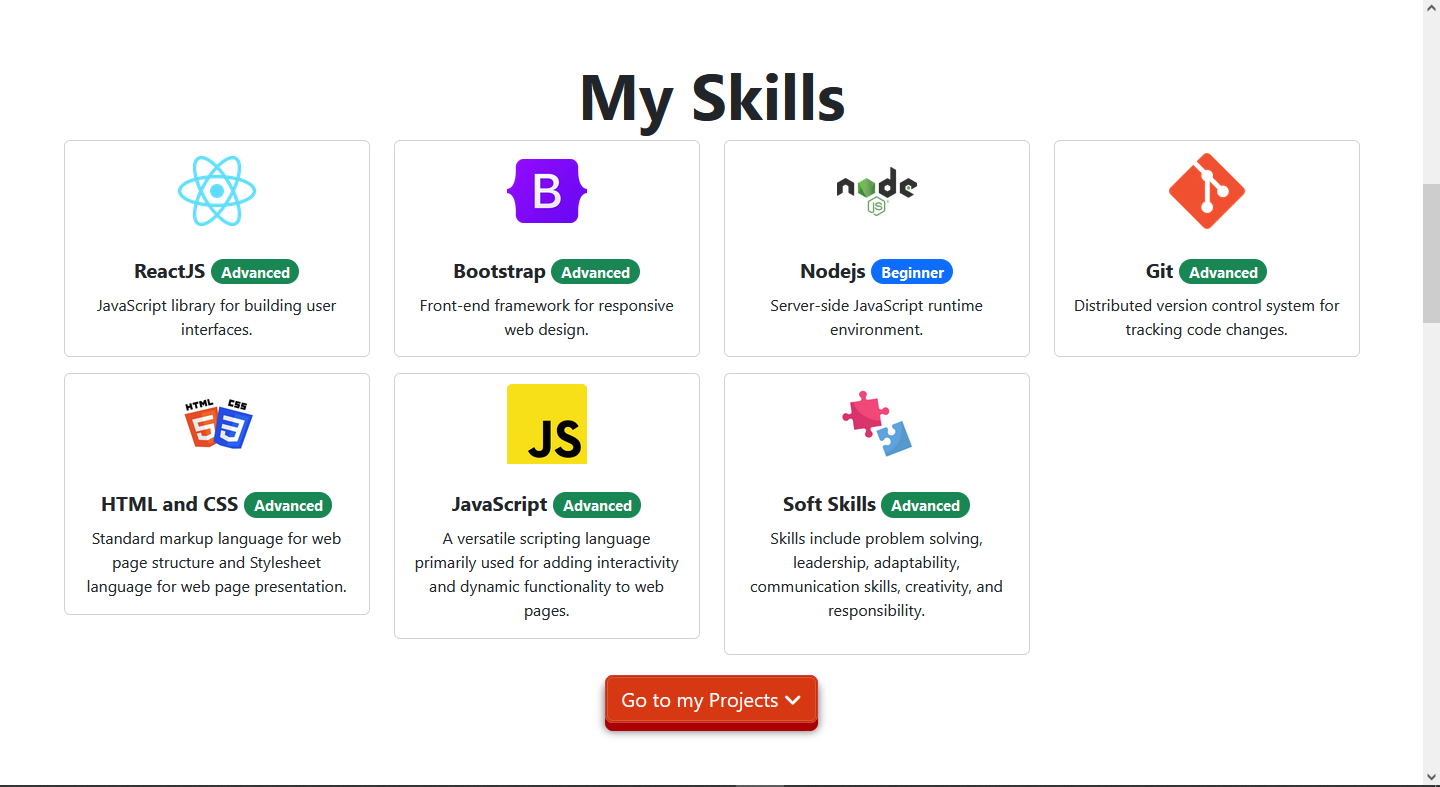 My Skills
B
node
JS
ReactJS Advanced
JavaScript library for building user
interfaces.
Bootstrap Advanced
Front-end framework for responsive
web design.
Nodejs Beginner
Server-side JavaScript runtime
environment.
Git Advanced
Distributed version control system for
tracking code changes.
HTML CSS
5 3
JS
HTML and CSS Advanced
Standard markup language for web
page structure and Stylesheet
language for web page presentation.
JavaScript Advanced
A versatile scripting language
primarily used for adding interactivity
and dynamic functionality to web
pages.
Soft Skills Advanced
Skills include problem solving,
leadership, adaptability,
communication skills, creativity, and
responsibility.
Go to my Projects